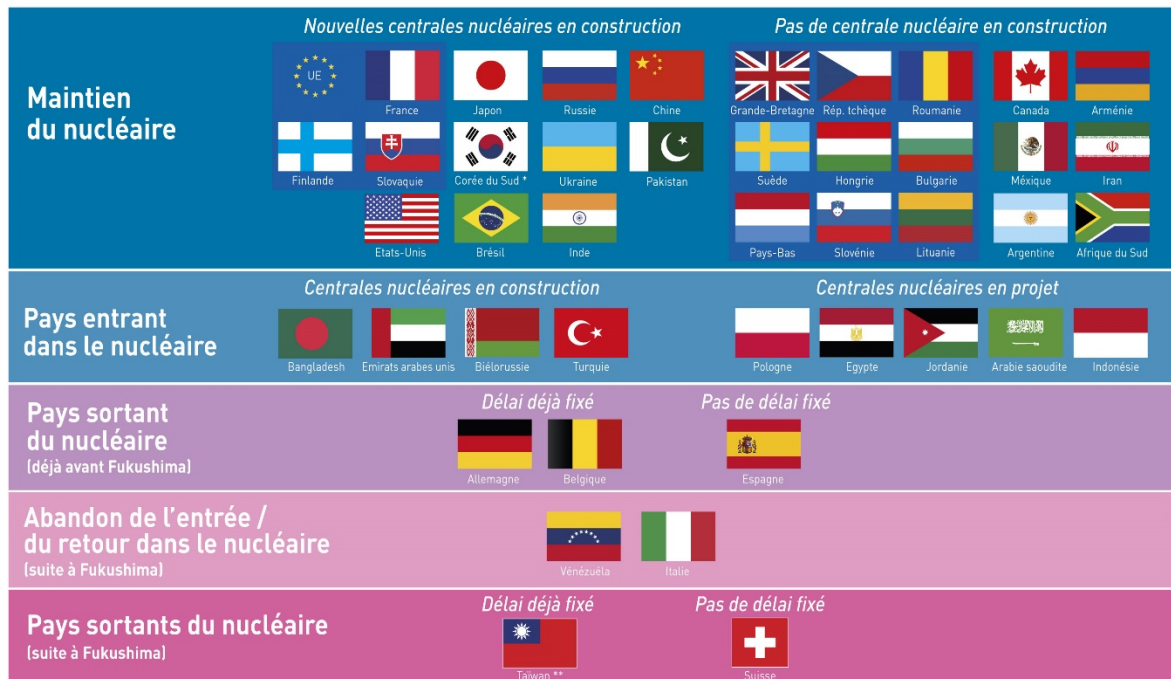 Nouvelles centrales nucléaires en construction
Pas de centrale nucléaire en construction
Maintien
du nucléaire
UE
France
Japon
Russie
Chine
Grande-Bretagne
Rép. tchèque
Roumanie
Canada
Arménie
Finlande
Slovaquie
Corée du Sud *
Ukraine
Pakistan
Suède
Hongrie
Bulgarie
Méxique
Iran
Etats-Unis
Brésil
Inde
Pays-Bas
Slovénie
Lituanie
Argentine
Afrique du Sud
Centrales nucléaires en construction
Centrales nucléaires en projet
Pays entrant
dans le nucléaire
Bangladesh
Emirats arabes unis
Biélorussie
Turquie
Pologne
Egypte
Jordanie
Arabie saoudite
Indonésie
Pays sortant
du nucléaire
(déjà avant Fukushima)
Délai déjà fixé
Pas de délai fixé
Allemagne
Belgique
Espagne
Abandon de l'entrée /
du retour dans le nucléaire
(suite à Fukushima)
Vénézuéla
Italie
Pays sortants du nucléaire
(suite à Fukushima)
Délai déjà fixé
Pas de délai fixé
Taïwan **
Suisse